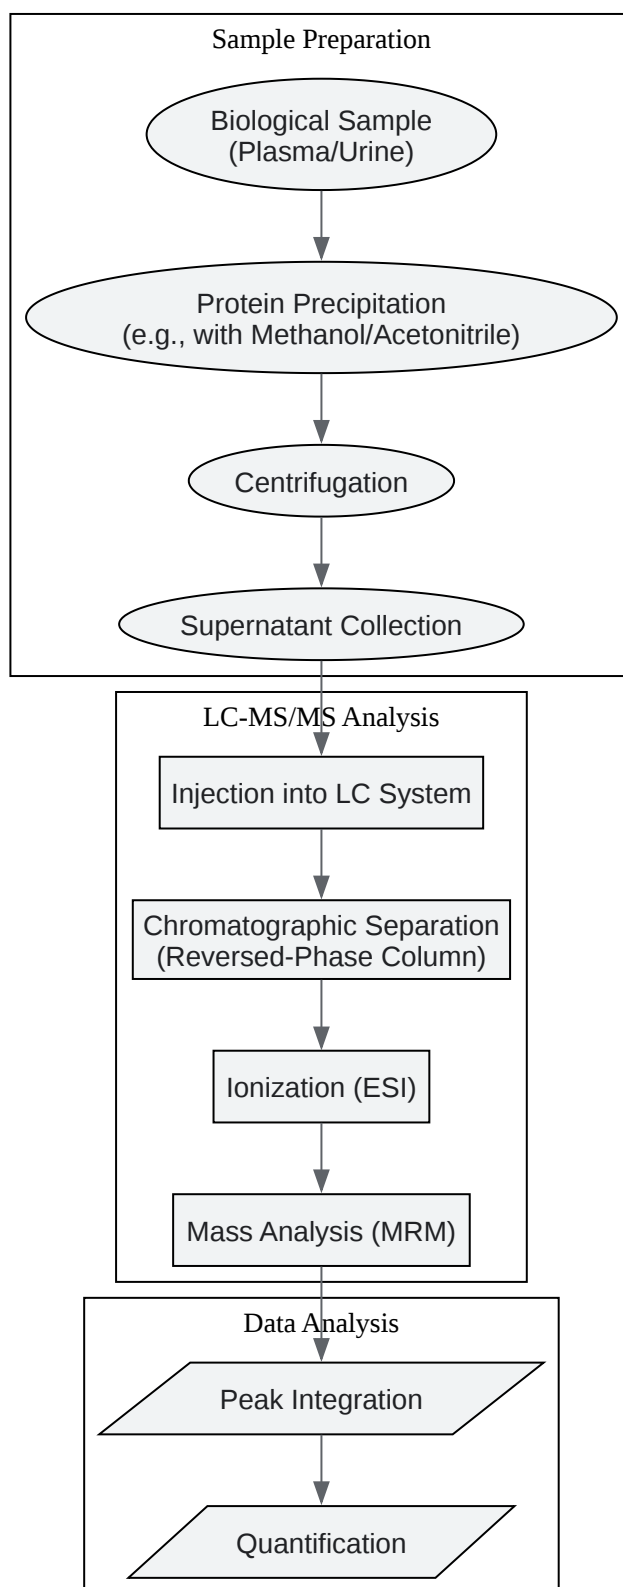 Sample Preparation
Biological Sample
(Plasma/Urine)
Protein Precipitation
(e.g., with Methanol/Acetonitrile)
Centrifugation
Supernatant Collection
LC-MS/MS Analysis
Injection into LC System
Chromatographic Separation
(Reversed-Phase Column)
Ionization (ESI)
Mass Analysis (MRM)
Data Analysis
Peak Integration
Quantification